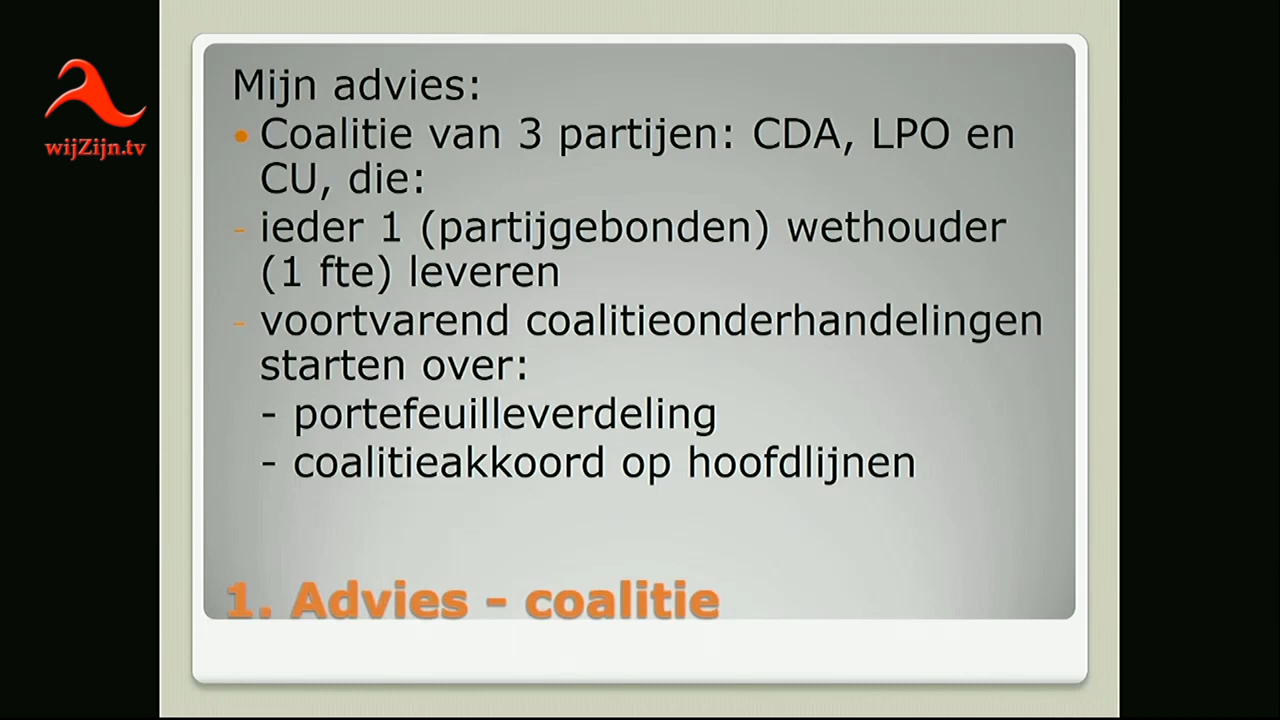 wijZijn.tv
Mijn advies:
• Coalitie van 3 partijen: CDA, LPO en
CU, die:
- ieder 1 (partijgebonden) wethouder
(1 fte) leveren
- voortvarend coalitieonderhandelingen
starten over:
- portefeuilleverdeling
- coalitieakkoord op hoofdlijnen
1. Advies - coalitie